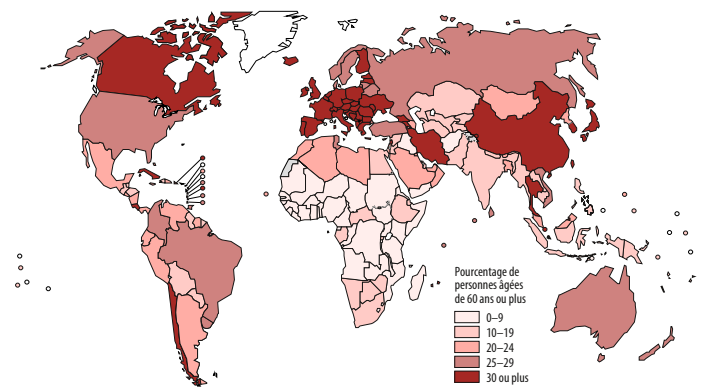 Pourcentage de
personnes âgées
de 60 ans ou plus
0–9
10–19
20–24
25–29
30 ou plus